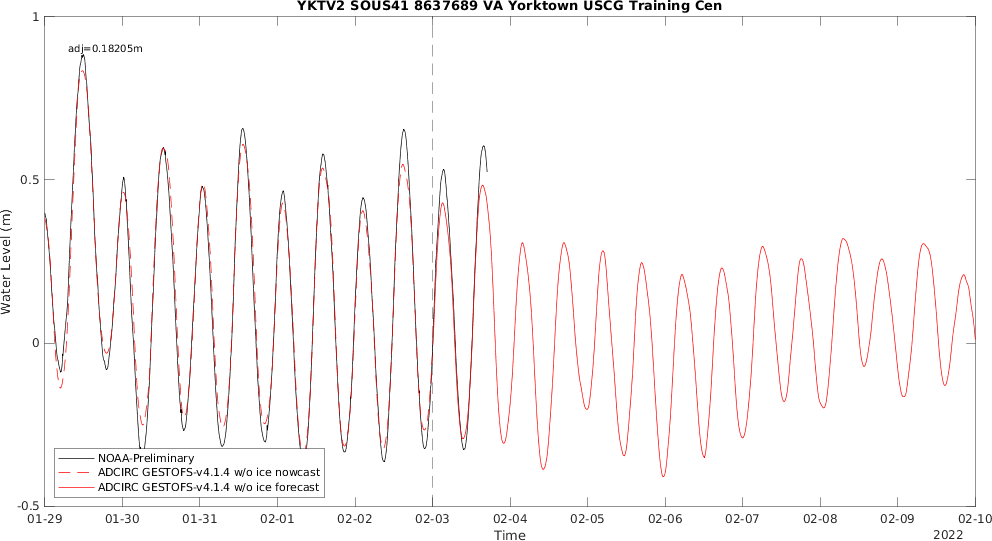 YKTV2 SOUS41 8637689 VA Yorktown USCG Training Cen
adj=0.18205m
1
0.5
0
-0.5
Water Level (m)
NOAA-Preliminary
ADCIRC GESTOFS-v4.1.4 w/o ice nowcast
ADCIRC GESTOFS-v4.1.4 w/o ice forecast
01-29 01-30 01-31 02-01 02-02 02-03 02-04 02-05 02-06 02-07 02-08 02-09 02-10
Time
2022